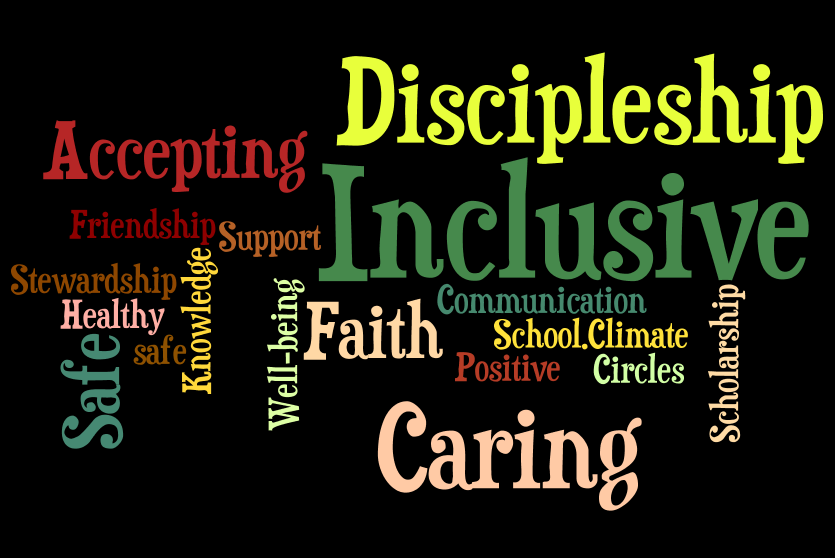 Discipleship
Accepting
Inclusive
Friendship
Support
Stewardship
Knowledge
Healthy
safe
Safe
Well-being
Faith
Communication
School.Climate
Positive
Circles
Scholarship
Caring